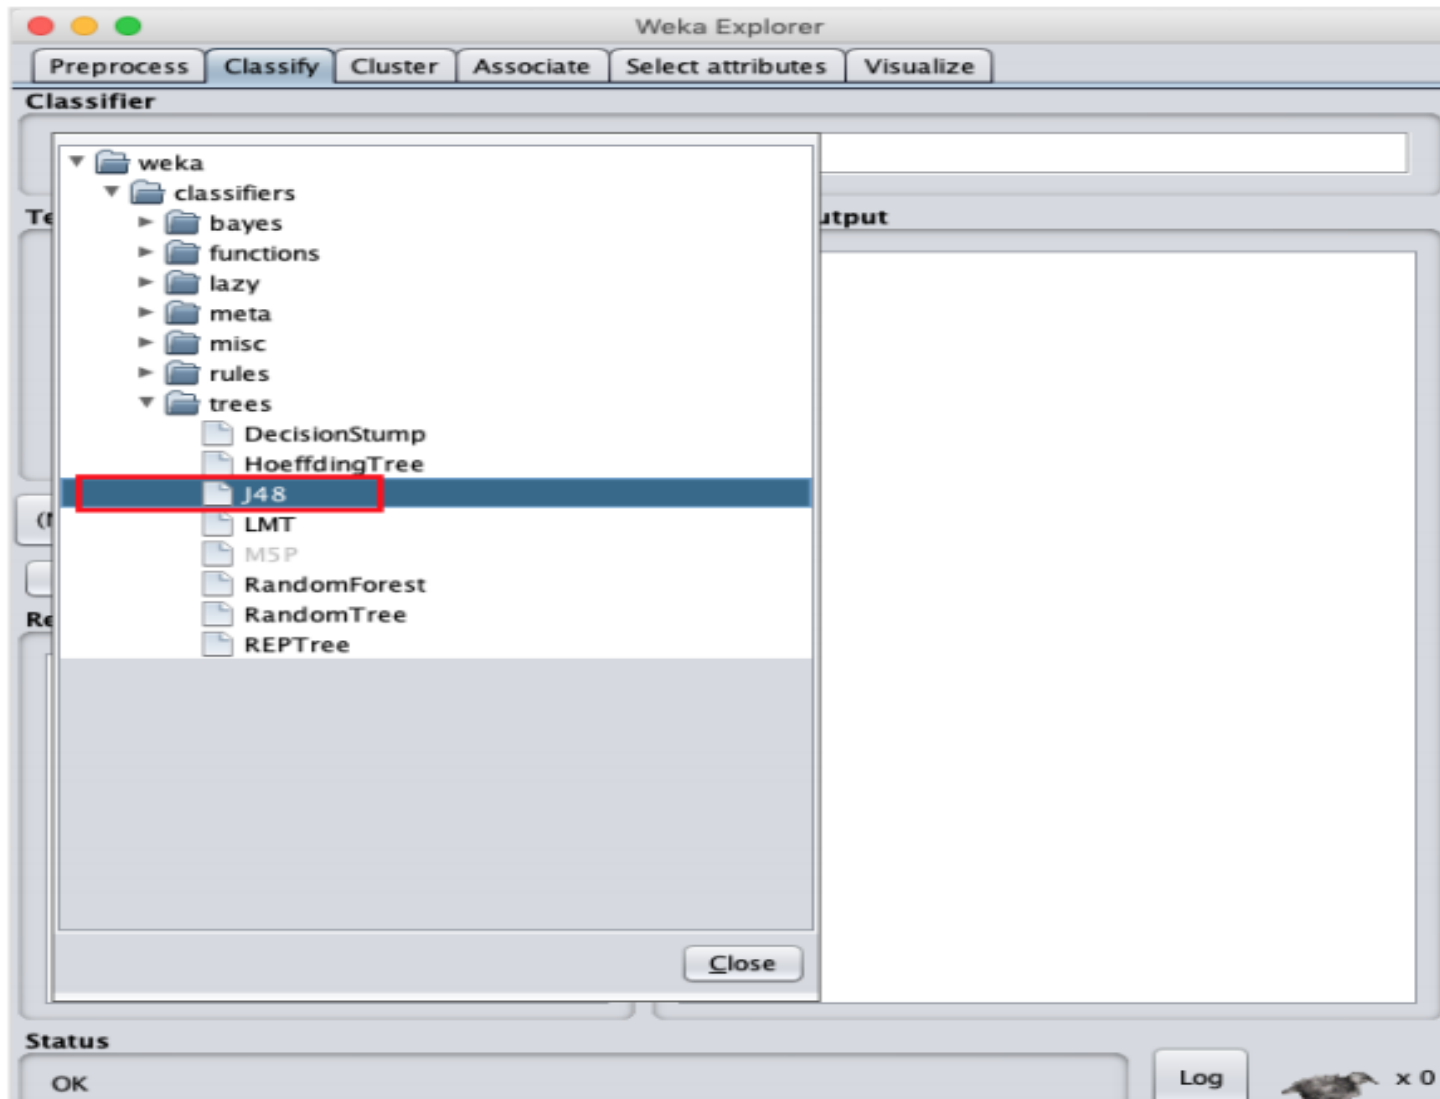 Weka Explorer
Preprocess Classify Cluster Associate Select attributes Visualize
Classifier
weka
classifiers
bayes
functions
lazy
meta
misc
rules
trees
DecisionStump
HoeffdingTree
J48
LMT
M5P
RandomForest
RandomTree
REPTree
Close
Status
OK
Log
x 0